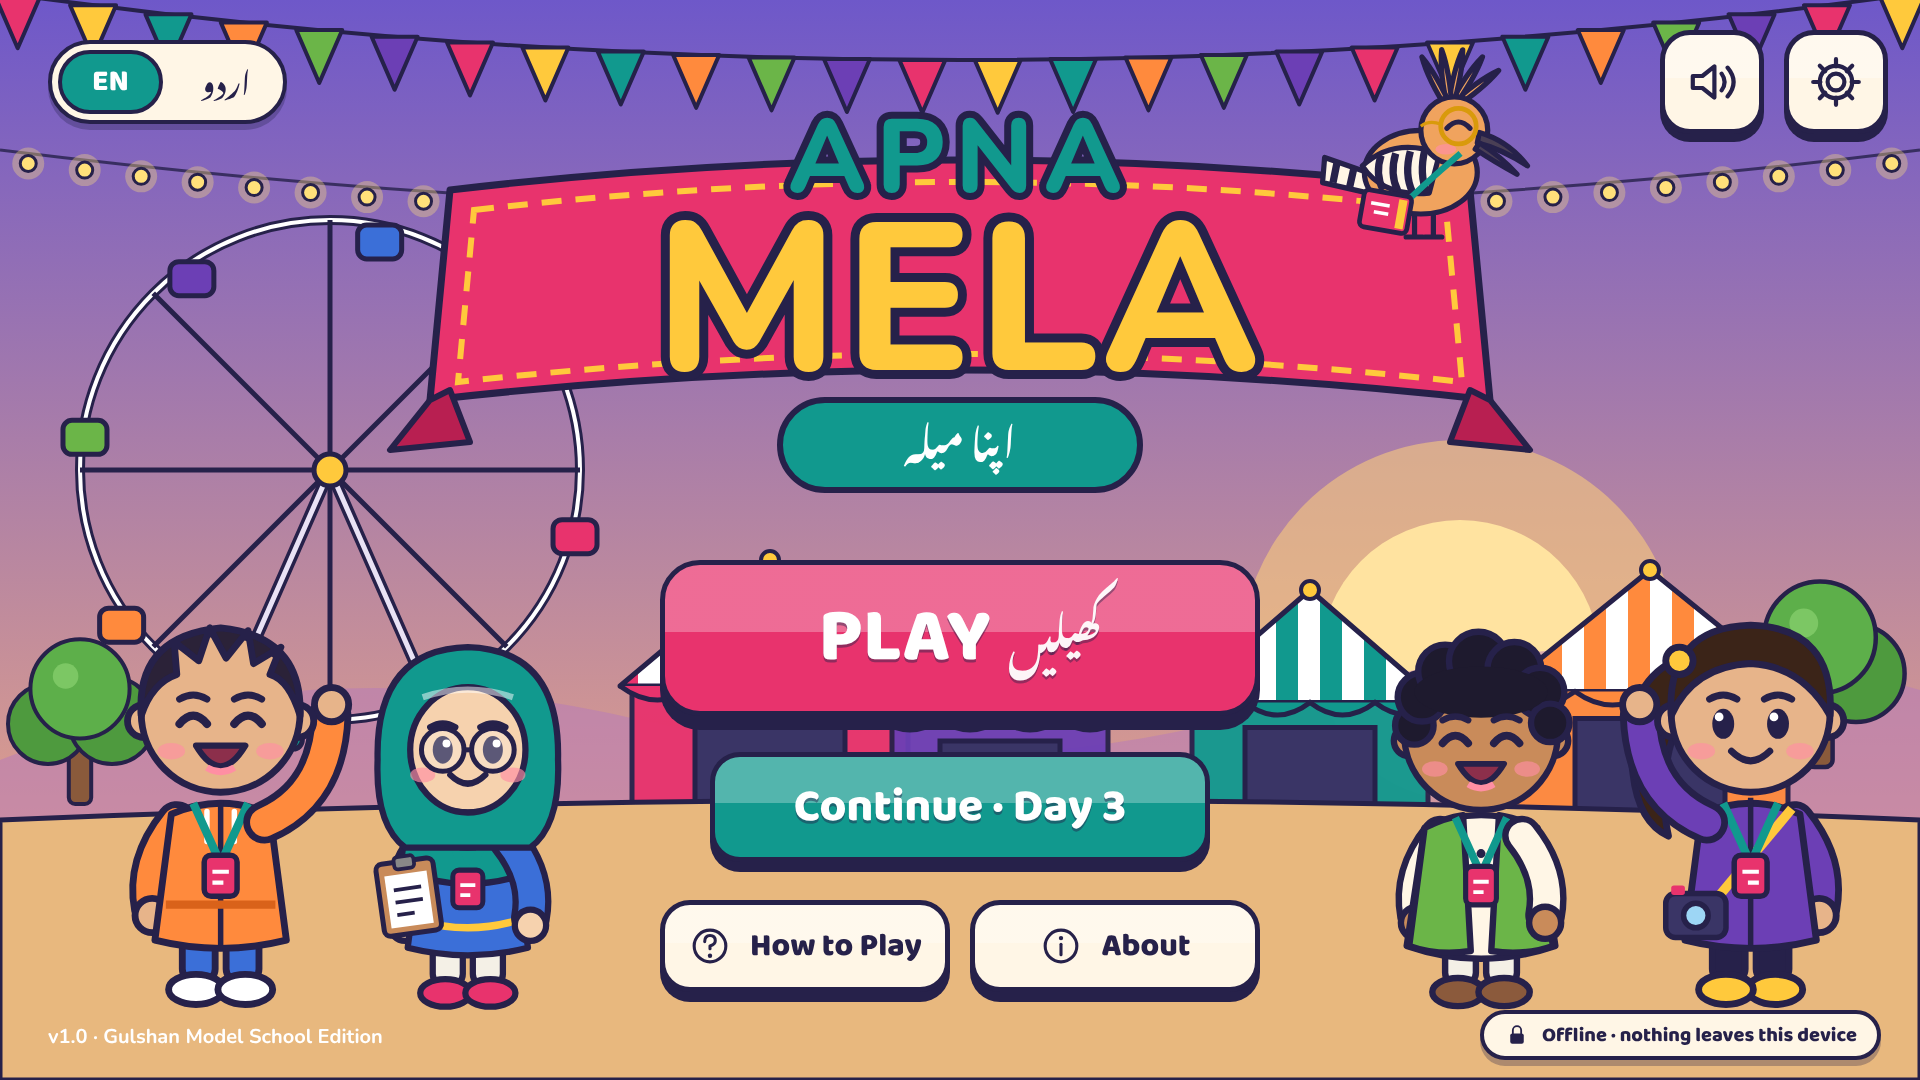 EN
اردو
APNA
MELA
اپنا میلہ
PLAY کھیلیں
Continue · Day 3
How to Play
About
v1.0 · Gulshan Model School Edition
Offline · nothing leaves this device